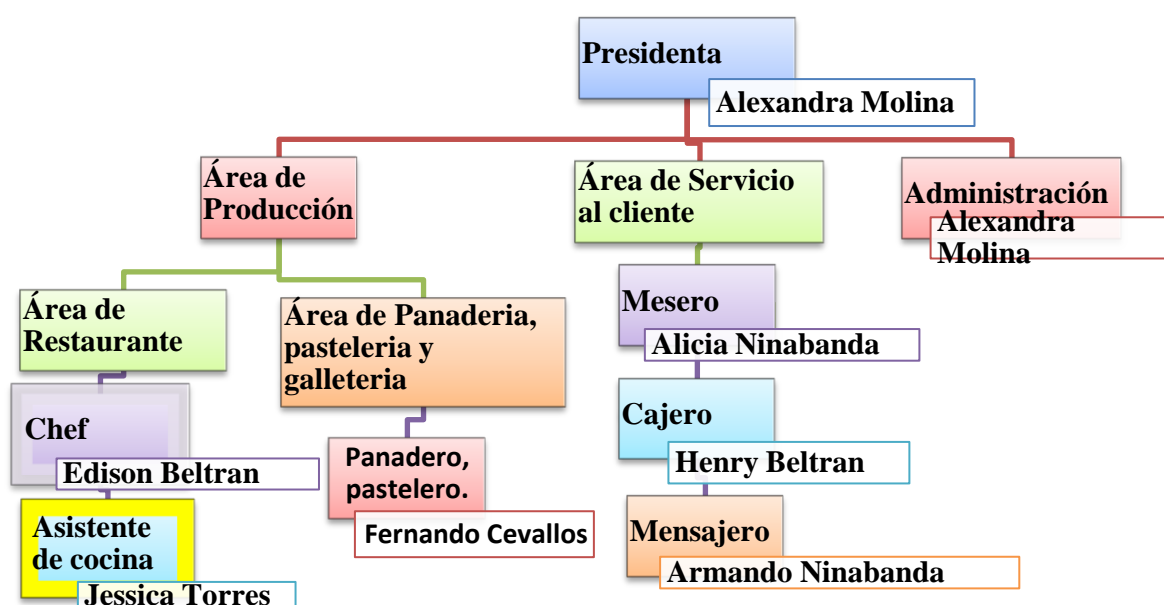 Presidenta
Alexandra Molina
Área de
Producción
Área de Servicio
al cliente
Administración
Alexandra
Molina
Área de
Restaurante
Área de Panaderia,
pasteleria y
galleteria
Mesero
Alicia Ninabanda
Chef
Edison Beltran
Panadero,
pastelero.
Fernando Cevallos
Cajero
Henry Beltran
Asistente
de cocina
Jessica Torres
Mensajero
Armando Ninabanda